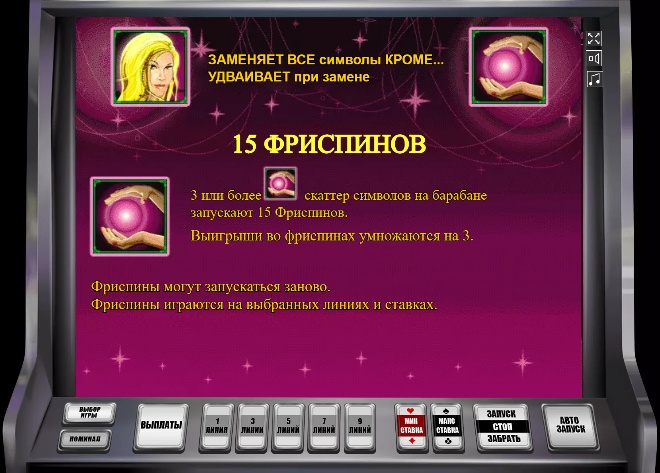 ЗАМЕНЯЕТ ВСЕ символы КРОМЕ...
УДВАИВАЕТ при замене
15 ФРИСПИНОВ
3 или более скаттер символов на барабане
запускают 15 Фриспинов.
Выигрыши во фриспинах умножаются на 3.
Фриспины могут запускаться заново.
Фриспины играются на выбранных линиях и ставках.
ВЫБОР
ИГРЫ
НОМИНАЛ
ВЫПЛАТЫ
1
ЛИНИЯ
3
ЛИНИИ
5
ЛИНИЙ
7
ЛИНИЙ
9
ЛИНИЙ
МИН
СТАВКА
МАКС
СТАВКА
ЗАПУСК
СТОП
ЗАБРАТЬ
АВТО
ЗАПУСК